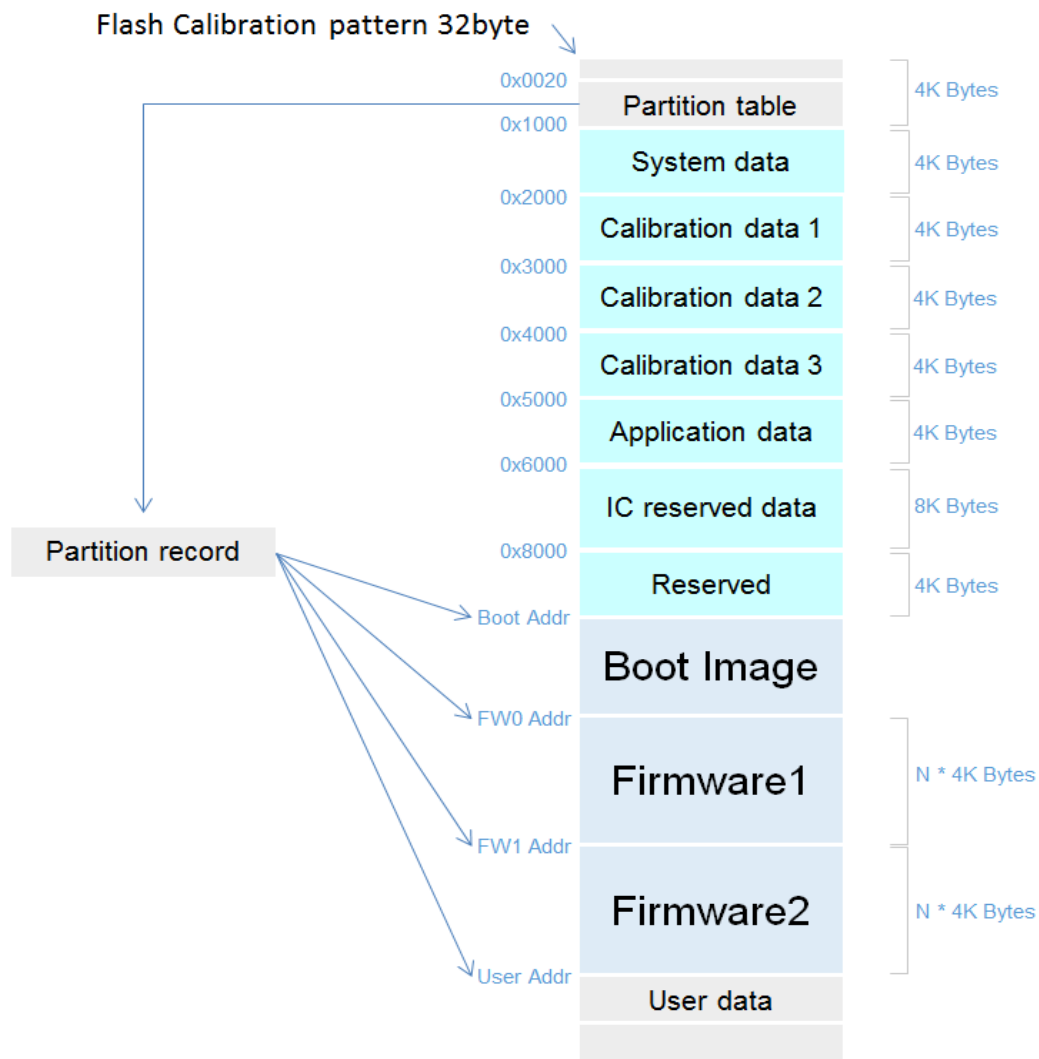 Flash Calibration pattern 32byte
0x0020
4K Bytes
Partition table
0x1000
System data
4K Bytes
0x2000
Calibration data 1
4K Bytes
0x3000
Calibration data 2
4K Bytes
0x4000
Calibration data 3
4K Bytes
0x5000
Application data
4K Bytes
0x6000
IC reserved data
8K Bytes
Partition record
0x8000
Reserved
4K Bytes
Boot Addr
Boot Image
FW0 Addr
Firmware1
N * 4K Bytes
FW1 Addr
Firmware2
N * 4K Bytes
User Addr
User data